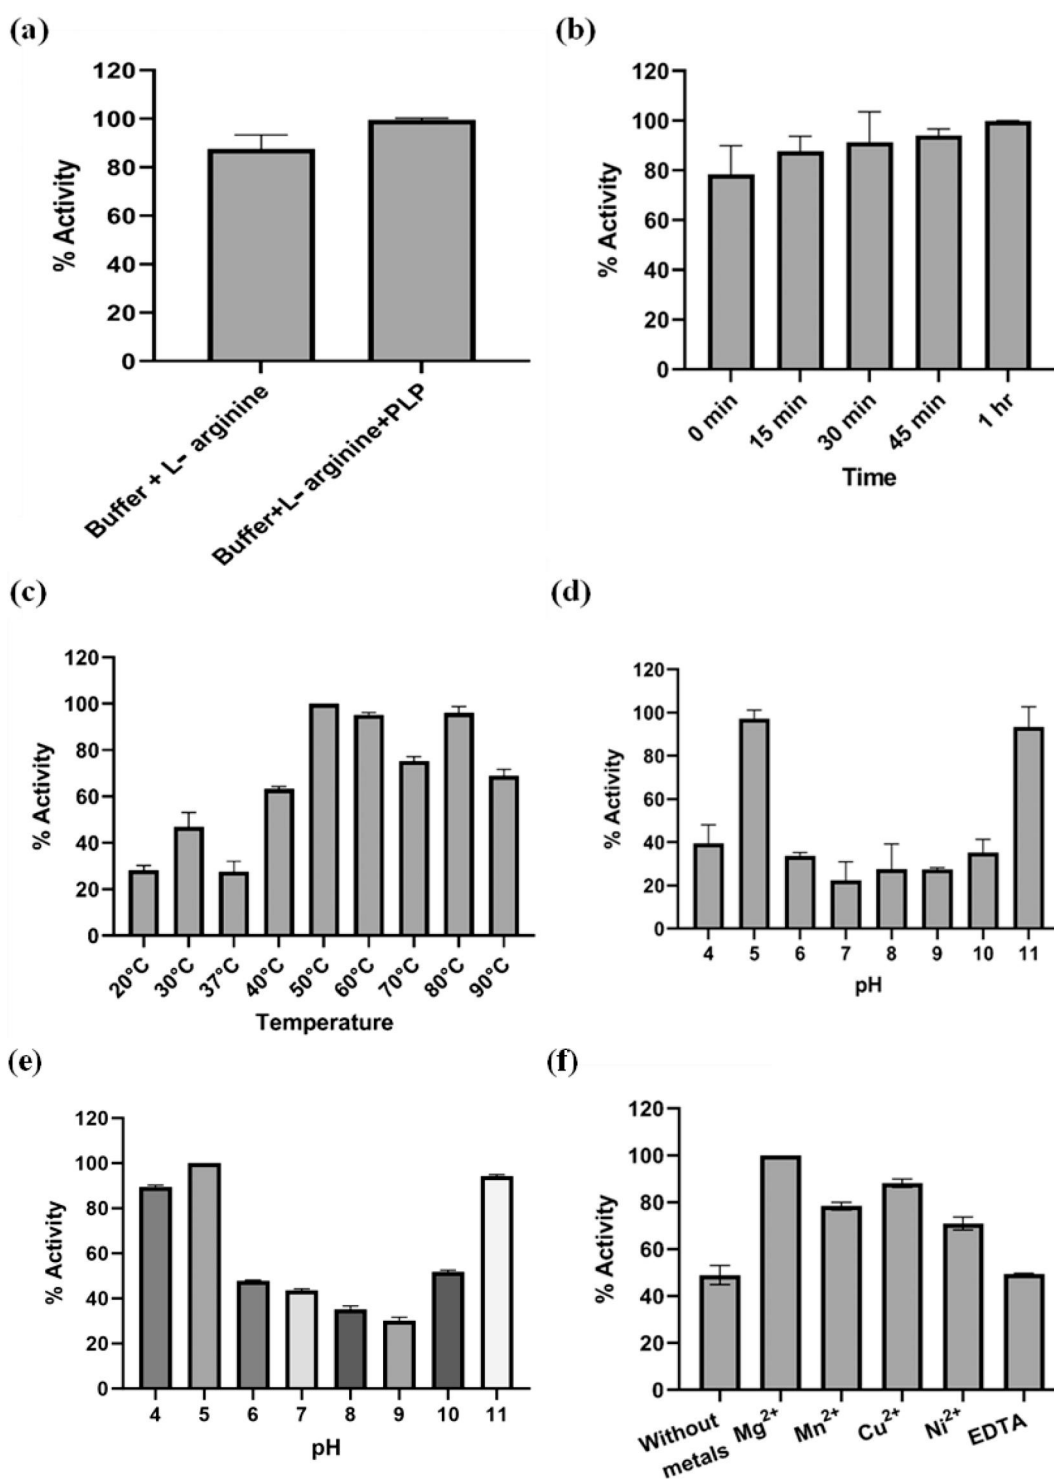 (a)
120
100
80
60
40
20
0
% Activity
Buffer + L- arginine
Buffer+L- arginine+PLP
(b)
120
100
80
60
40
20
0
% Activity
0 min
15 min
30 min
45 min
1 hr
Time
(c)
120
100
80
60
40
20
0
% Activity
20°C
30°C
37°C
40°C
50°C
60°C
70°C
80°C
90°C
Temperature
(d)
120
100
80
60
40
20
0
% Activity
4 5 6 7 8 9 10 11
pH
(e)
120
100
80
60
40
20
0
% Activity
4 5 6 7 8 9 10 11
pH
(f)
120
100
80
60
40
20
0
% Activity
Without
metals
Mg²⁺
Mn²⁺
Cu²⁺
Ni²⁺
EDTA